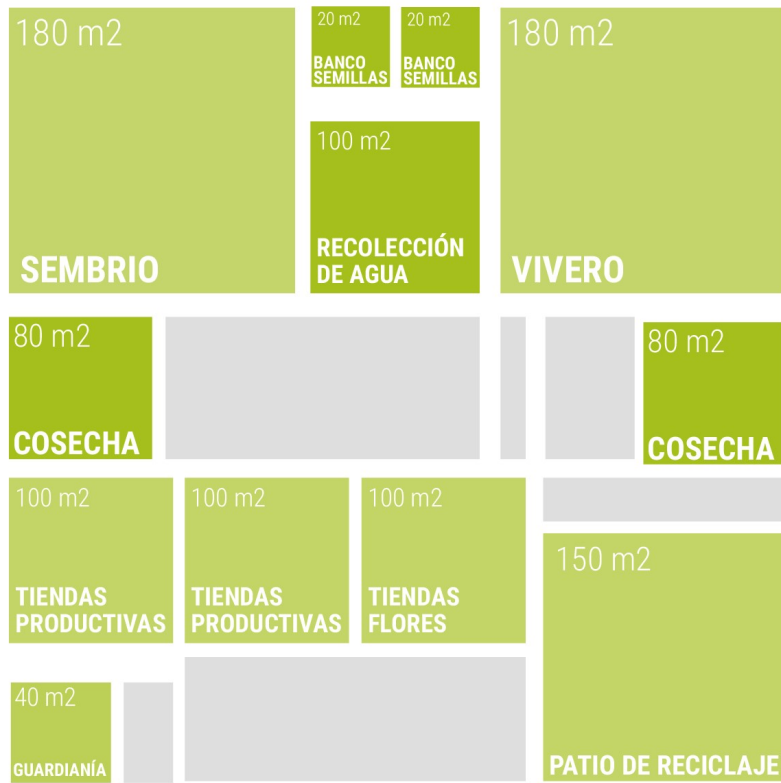 180 m2
SEMBRIO
20 m2
BANCO
SEMILLAS
20 m2
BANCO
SEMILLAS
100 m2
RECOLECCIÓN
DE AGUA
180 m2
VIVERO
80 m2
COSECHA
80 m2
COSECHA
100 m2
TIENDAS
PRODUCTIVAS
100 m2
TIENDAS
PRODUCTIVAS
100 m2
TIENDAS
FLORES
150 m2
PATIO DE RECICLAJE
40 m2
GUARDIANÍA